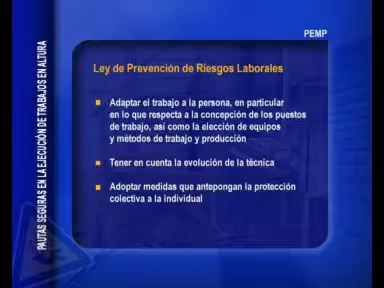 PEMP
PAUTAS SEGURAS EN LA EJECUCIÓN DE TRABAJOS EN ALTURA
Ley de Prevención de Riesgos Laborales
Adaptar el trabajo a la persona, en particular
en lo que respecta a la concepción de los puestos
de trabajo, así como la elección de equipos
y métodos de trabajo y producción
Tener en cuenta la evolución de la técnica
Adoptar medidas que antepongan la protección
colectiva a la individual